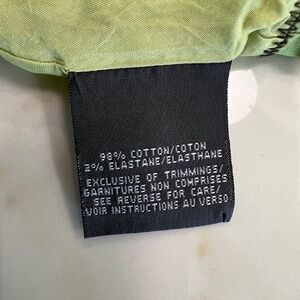 98% COTTON/COTON
2% ELASTANE/ELASTHANE
EXCLUSIVE OF TRIMMINGS/
GARNITURES NON COMPRISES
SEE REVERSE FOR CARE/
VOIR INSTRUCTIONS AU VERSO